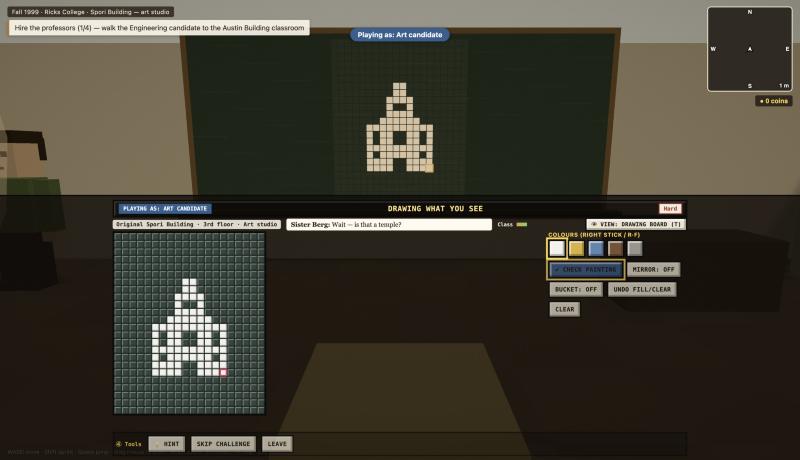 Fall 1999 · Ricks College · Spori Building — art studio
Hire the professors (1/4) — walk the Engineering candidate to the Austin Building classroom
Playing as: Art candidate
N
W A E
S 1 m
● 0 coins
PLAYING AS: ART CANDIDATE
DRAWING WHAT YOU SEE
Hard
Original Spori Building · 3rd floor · Art studio
Sister Berg: Wait — is that a temple?
Class
VIEW: DRAWING BOARD (T)
COLOURS (RIGHT STICK / R-F)
✓ CHECK PAINTING
MIRROR: OFF
BUCKET: OFF
UNDO FILL/CLEAR
CLEAR
Tools
HINT
SKIP CHALLENGE
LEAVE